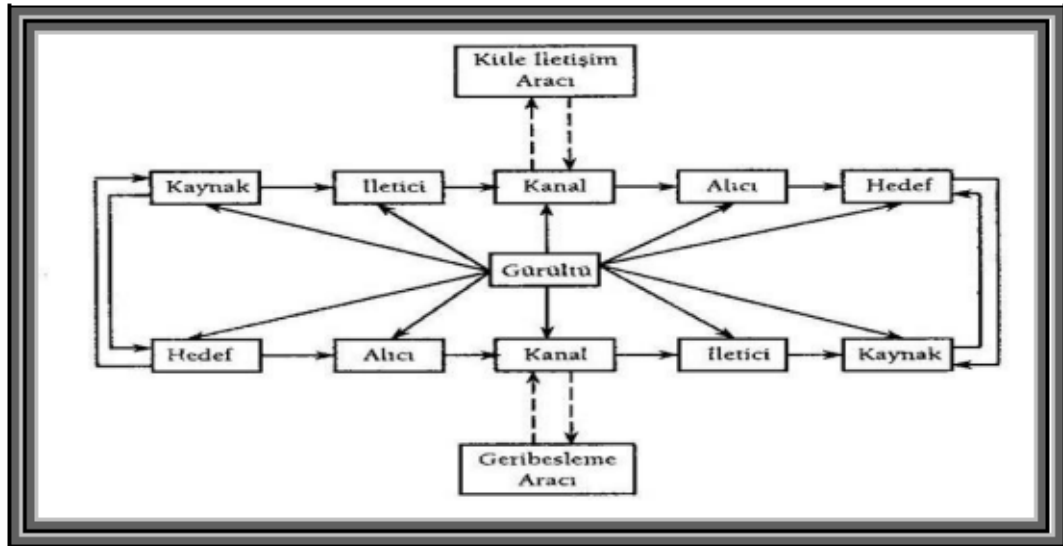 Kitle İletişim
Aracı
Kaynak
İletici
Kanal
Alıcı
Hedef
Gürültü
Hedef
Alıcı
Kanal
İletici
Kaynak
Geribesleme
Aracı